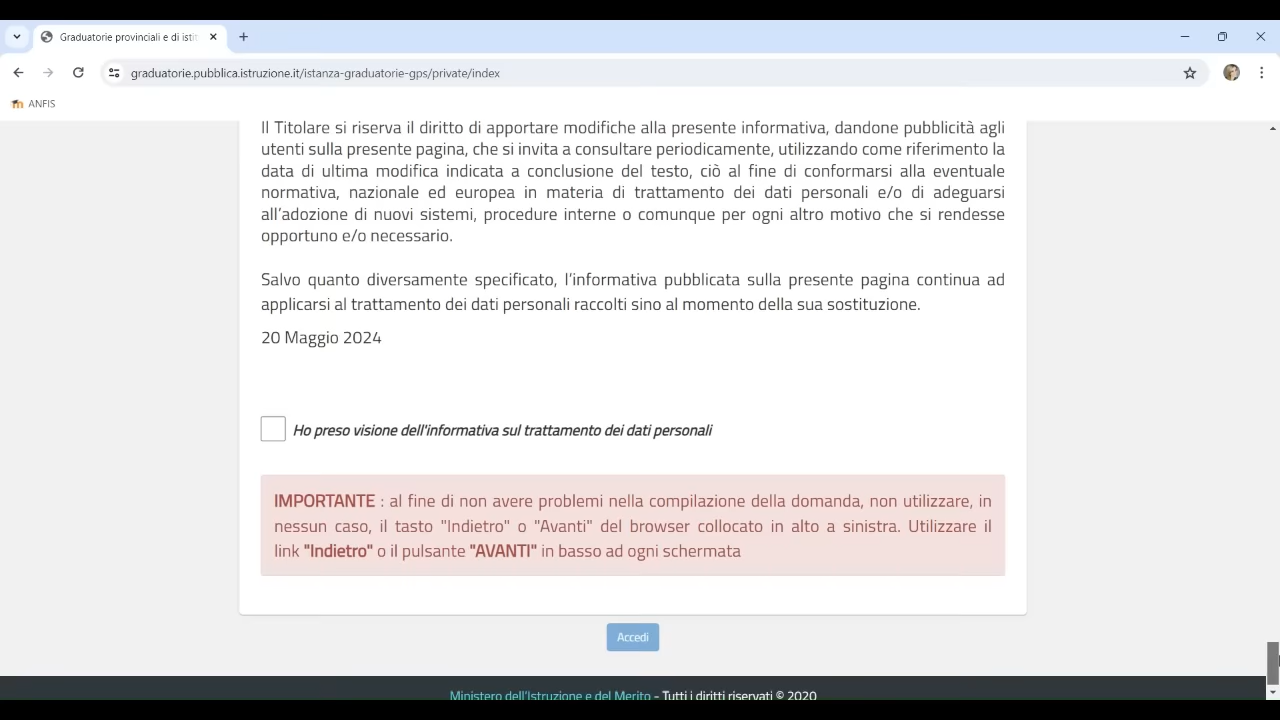 Graduatorie provinciali e di istit
graduatorie.pubblica.istruzione.it/istanza-graduatorie-gps/private/index
ANFIS
Il Titolare si riserva il diritto di apportare modifiche alla presente informativa, dandone pubblicità agli
utenti sulla presente pagina, che si invita a consultare periodicamente, utilizzando come riferimento la
data di ultima modifica indicata a conclusione del testo, ciò al fine di conformarsi alla eventuale
normativa, nazionale ed europea in materia di trattamento dei dati personali e/o di adeguarsi
all'adozione di nuovi sistemi, procedure interne o comunque per ogni altro motivo che si rendesse
opportuno e/o necessario.
Salvo quanto diversamente specificato, l'informativa pubblicata sulla presente pagina continua ad
applicarsi al trattamento dei dati personali raccolti sino al momento della sua sostituzione.
20 Maggio 2024
Ho preso visione dell'informativa sul trattamento dei dati personali
IMPORTANTE : al fine di non avere problemi nella compilazione della domanda, non utilizzare, in
nessun caso, il tasto "Indietro" o "Avanti" del browser collocato in alto a sinistra. Utilizzare il
link "Indietro" o il pulsante "AVANTI" in basso ad ogni schermata
Accedi
Ministero dell'Istruzione e del Merito - Tutti i diritti riservati © 2020